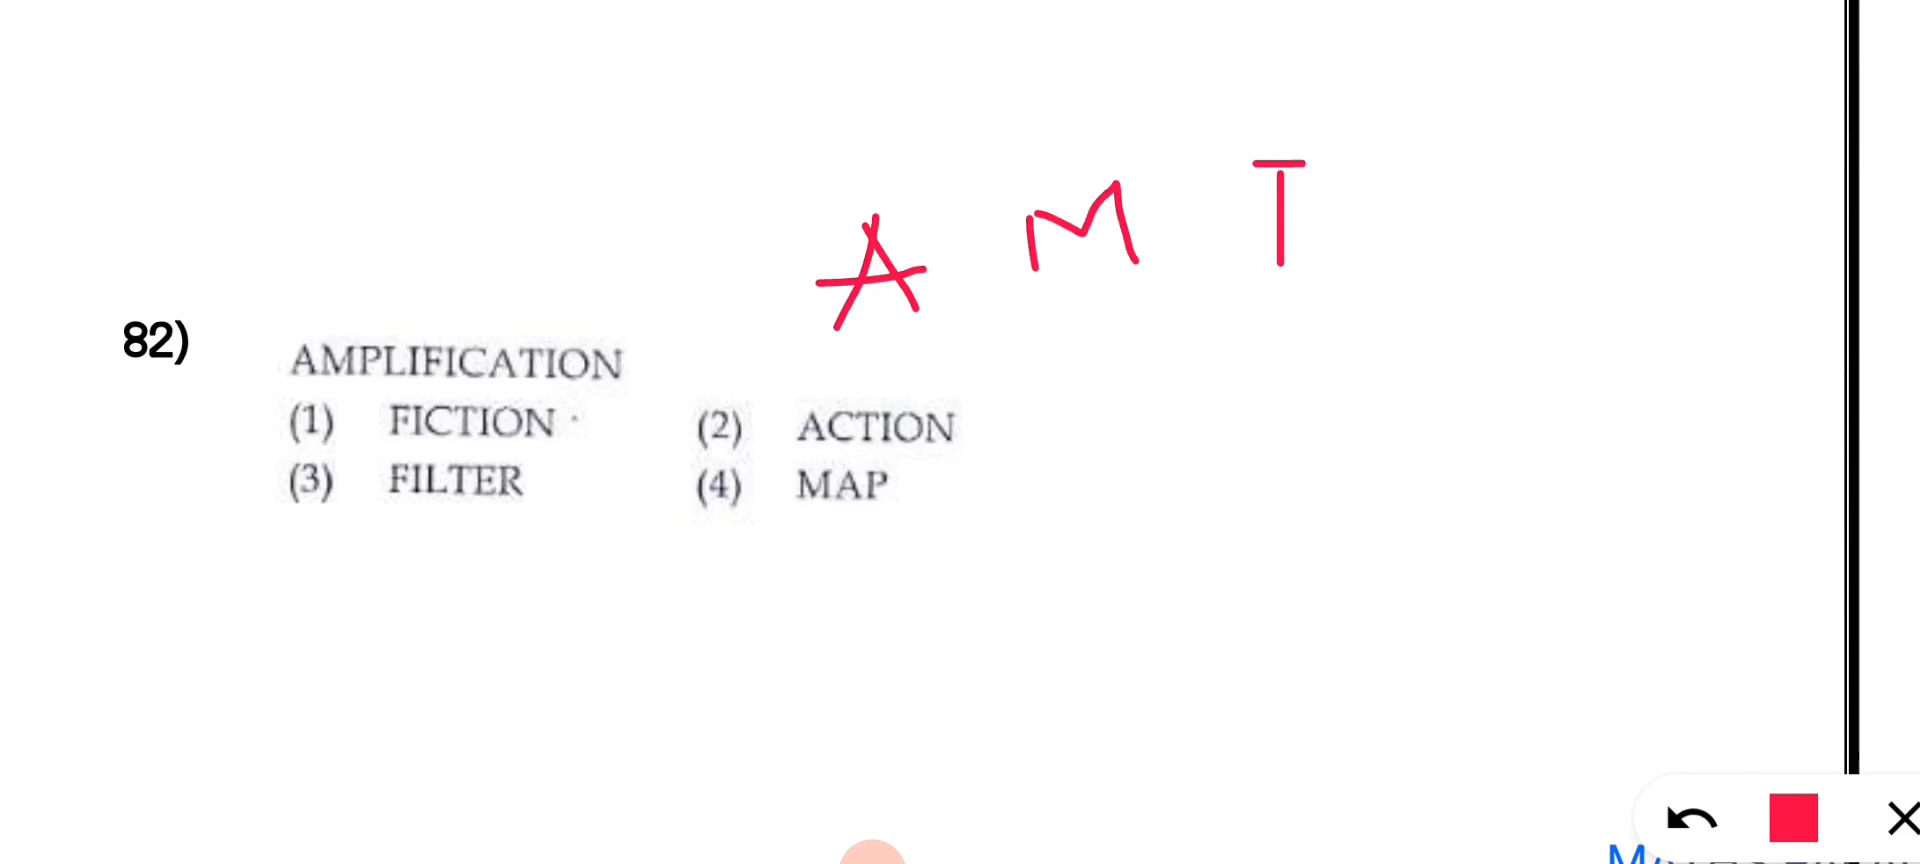 A M T
82)
AMPLIFICATION
(1) FICTION (2) ACTION
(3) FILTER (4) MAP